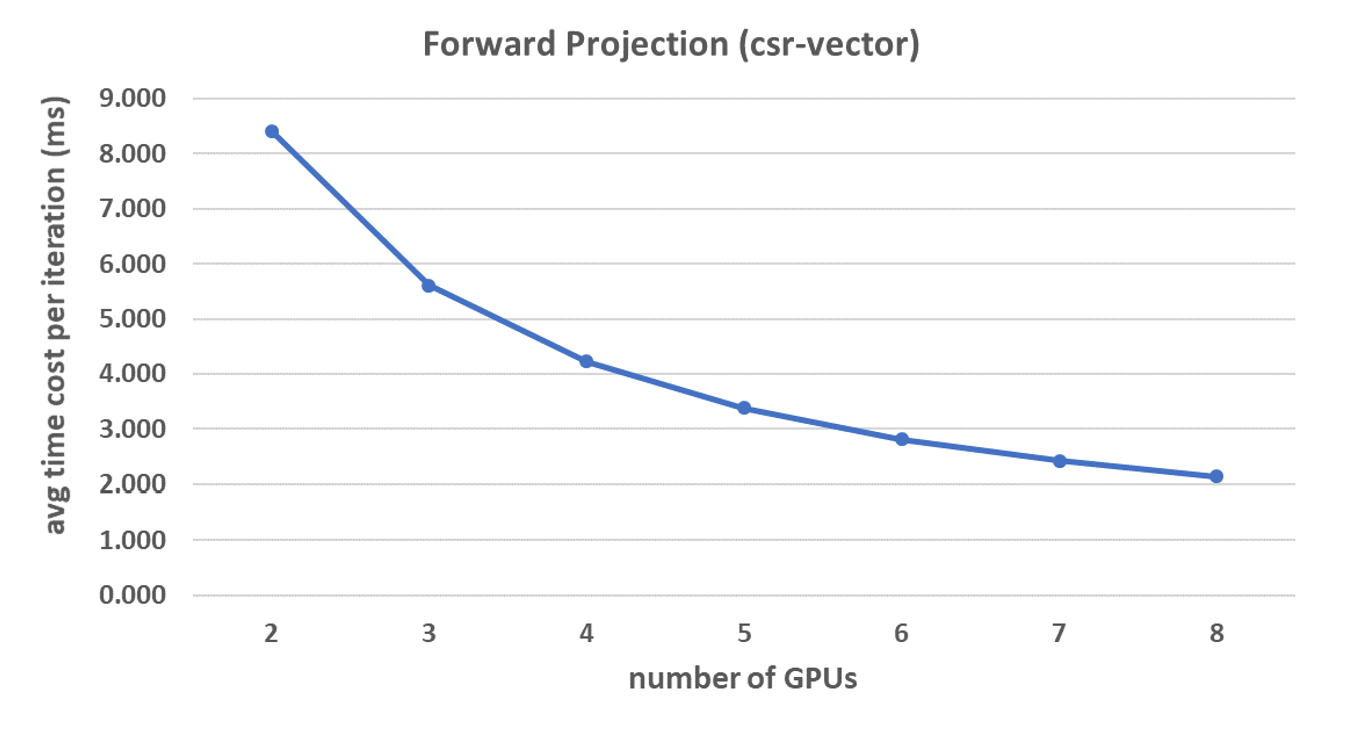 Forward Projection (csr-vector)
avg time cost per iteration (ms)
9.000
8.000
7.000
6.000
5.000
4.000
3.000
2.000
1.000
0.000
2 3 4 5 6 7 8
number of GPUs